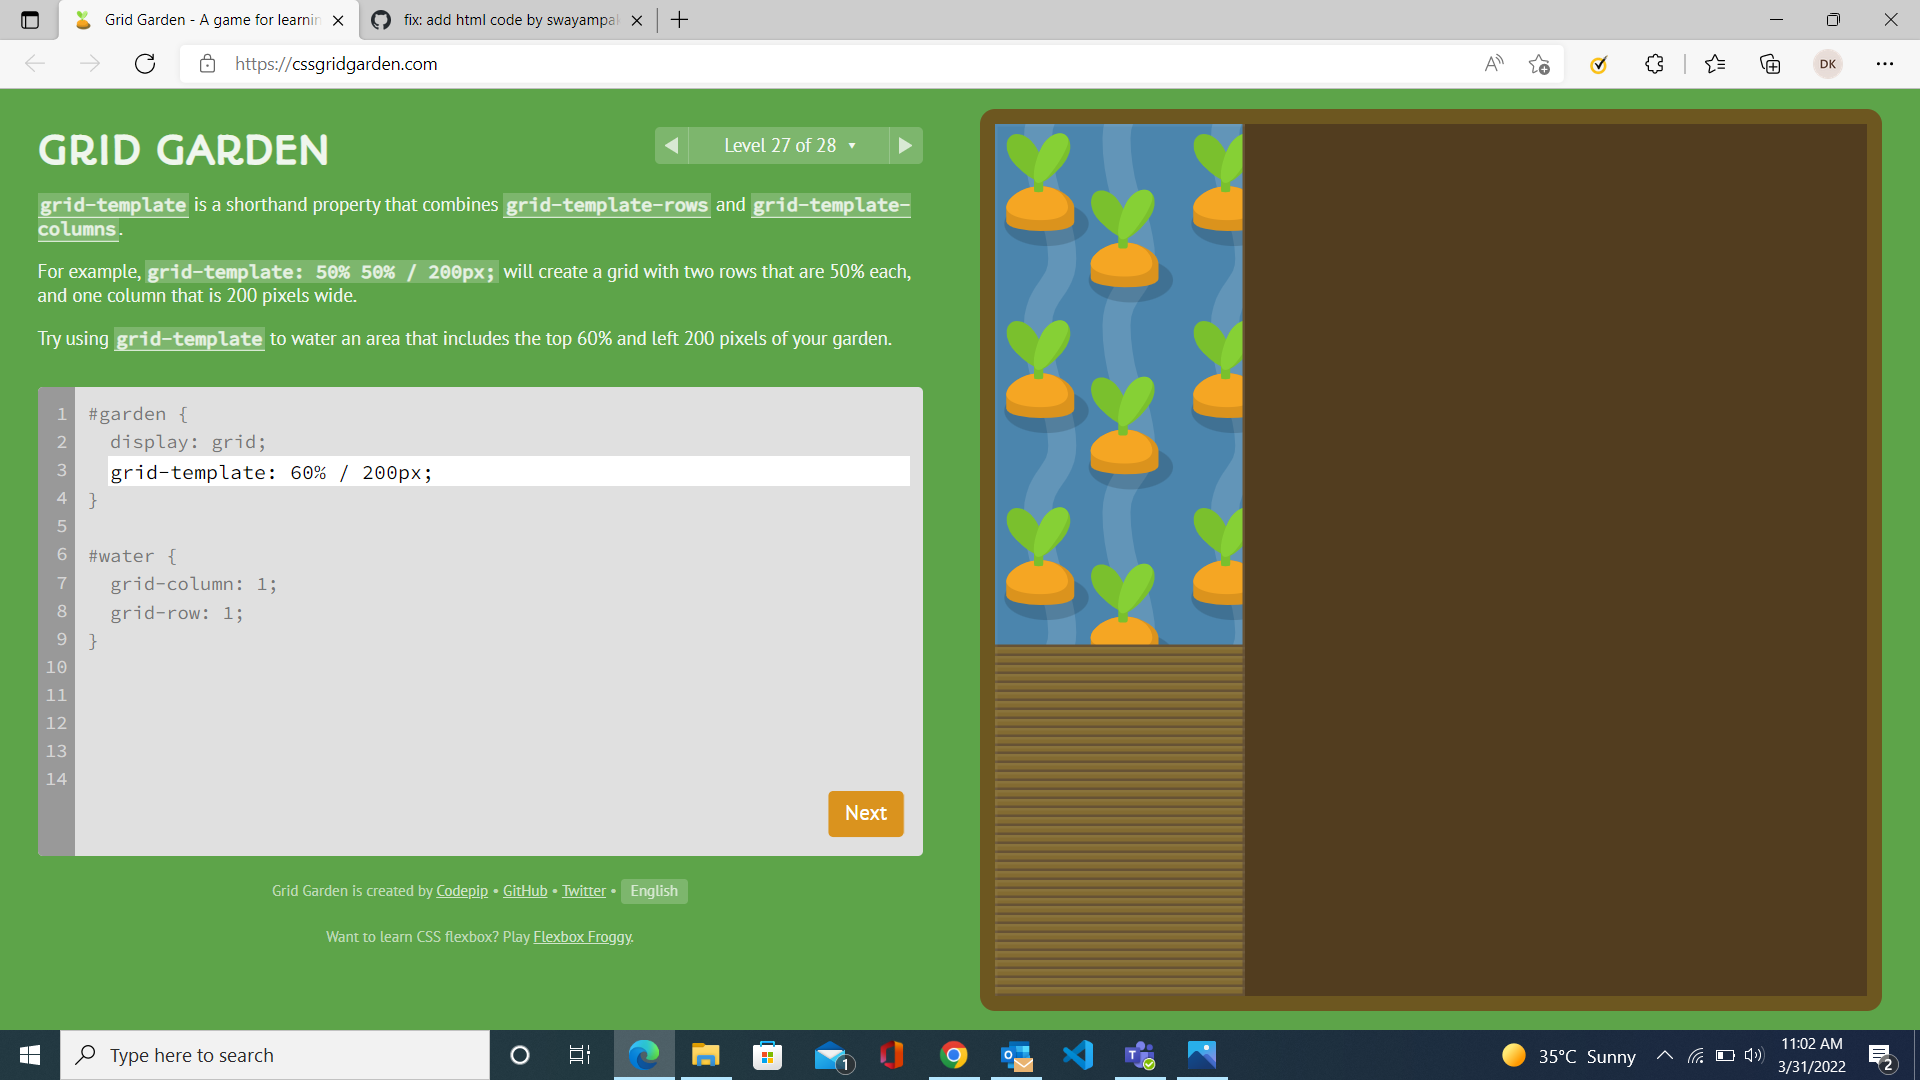 Grid Garden - A game for learnin
fix: add html code by swayampak
https://cssgridgarden.com
DK
GRID GARDEN
Level 27 of 28
grid-template is a shorthand property that combines grid-template-rows and grid-template-
columns.
For example, grid-template: 50% 50% / 200px; will create a grid with two rows that are 50% each,
and one column that is 200 pixels wide.
Try using grid-template to water an area that includes the top 60% and left 200 pixels of your garden.
1 #garden {
2 display: grid;
3 grid-template: 60% / 200px;
4 }
5
6 #water {
7 grid-column: 1;
8 grid-row: 1;
9 }
10
11
12
13
14
Next
Grid Garden is created by Codepip • GitHub • Twitter • English
Want to learn CSS flexbox? Play Flexbox Froggy.
Type here to search
1
35°C Sunny
11:02 AM
3/31/2022
2